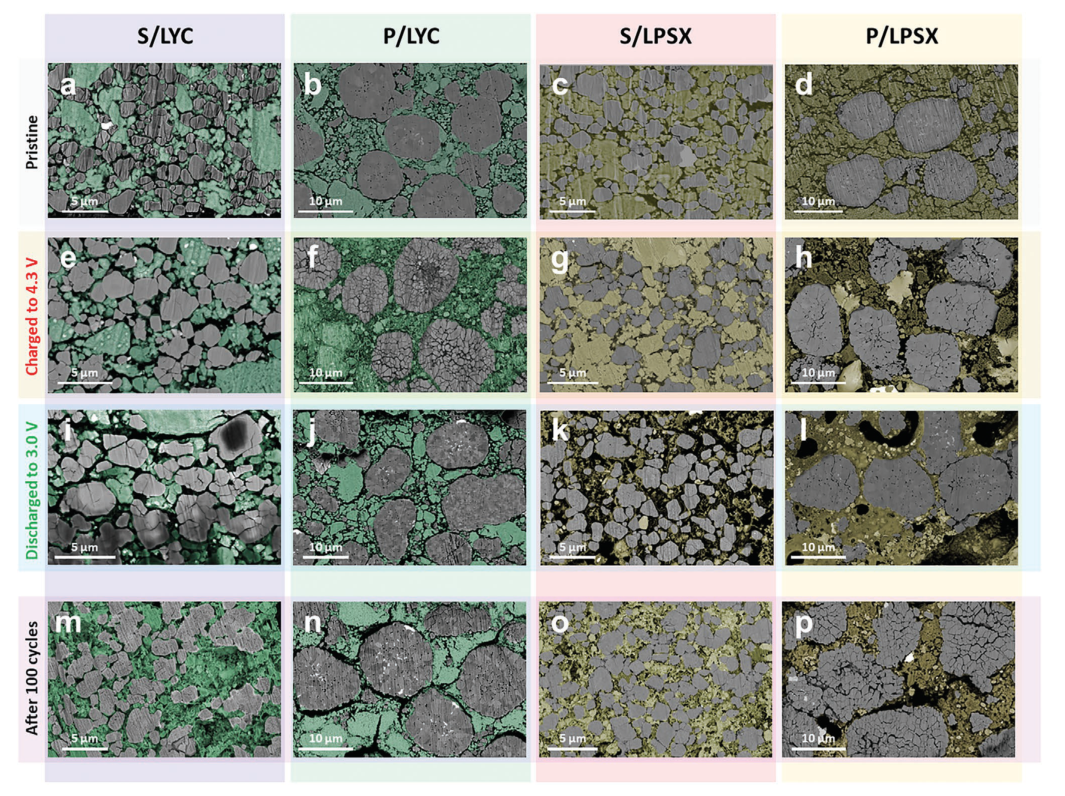 S/LYC P/LYC S/LPSX P/LPSX
Pristine
a b c d
5 µm 10 µm 5 µm 10 µm
Charged to 4.3 V
e f g h
5 µm 10 µm 5 µm 10 µm
Discharged to 3.0 V
i j k l
5 µm 10 µm 5 µm 10 µm
After 100 cycles
m n o p
5 µm 10 µm 5 µm 10 µm